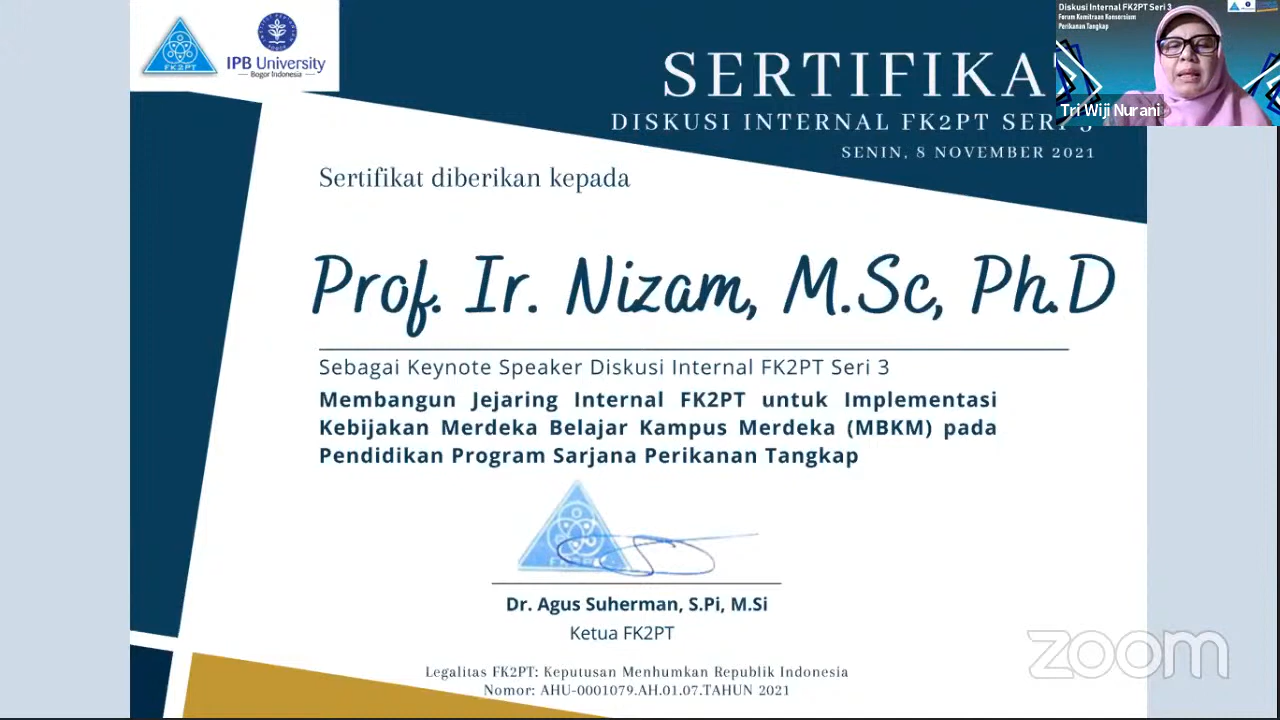 FK2PT
IPB University
Bogor Indonesia
SERTIFIKA
DISKUSI INTERNAL FK2PT SERI 3
SENIN, 8 NOVEMBER 2021
Diskusi Internal FK2PT Seri 3
Forum Kemitraan Konsorsium
Perikanan Tangkap
Tri Wiji Nurani
Sertifikat diberikan kepada
Prof. Ir. Nizam, M.Sc, Ph.D
Sebagai Keynote Speaker Diskusi Internal FK2PT Seri 3
Membangun Jejaring Internal FK2PT untuk Implementasi
Kebijakan Merdeka Belajar Kampus Merdeka (MBKM) pada
Pendidikan Program Sarjana Perikanan Tangkap
FK2PT
Dr. Agus Suherman, S.Pi, M.Si
Ketua FK2PT
Legalitas FK2PT: Keputusan Menhumkan Republik Indonesia
Nomor: AHU-0001079.AH.01.07.TAHUN 2021
zoom